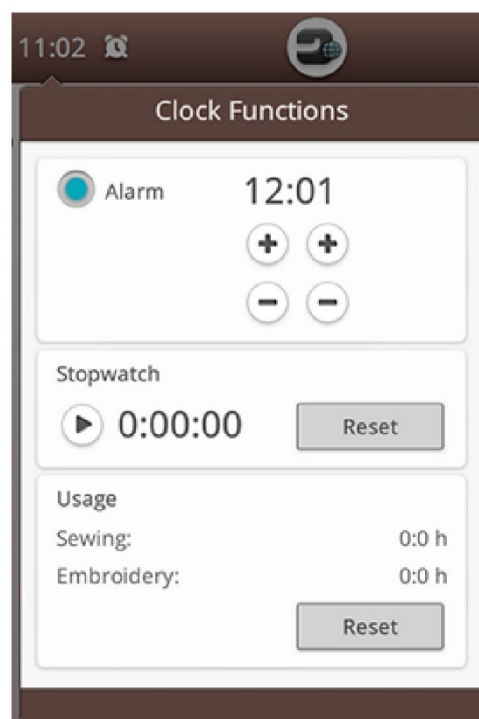 11:02
Clock Functions
Alarm 12:01
Stopwatch
0:00:00 Reset
Usage
Sewing: 0:0 h
Embroidery: 0:0 h
Reset